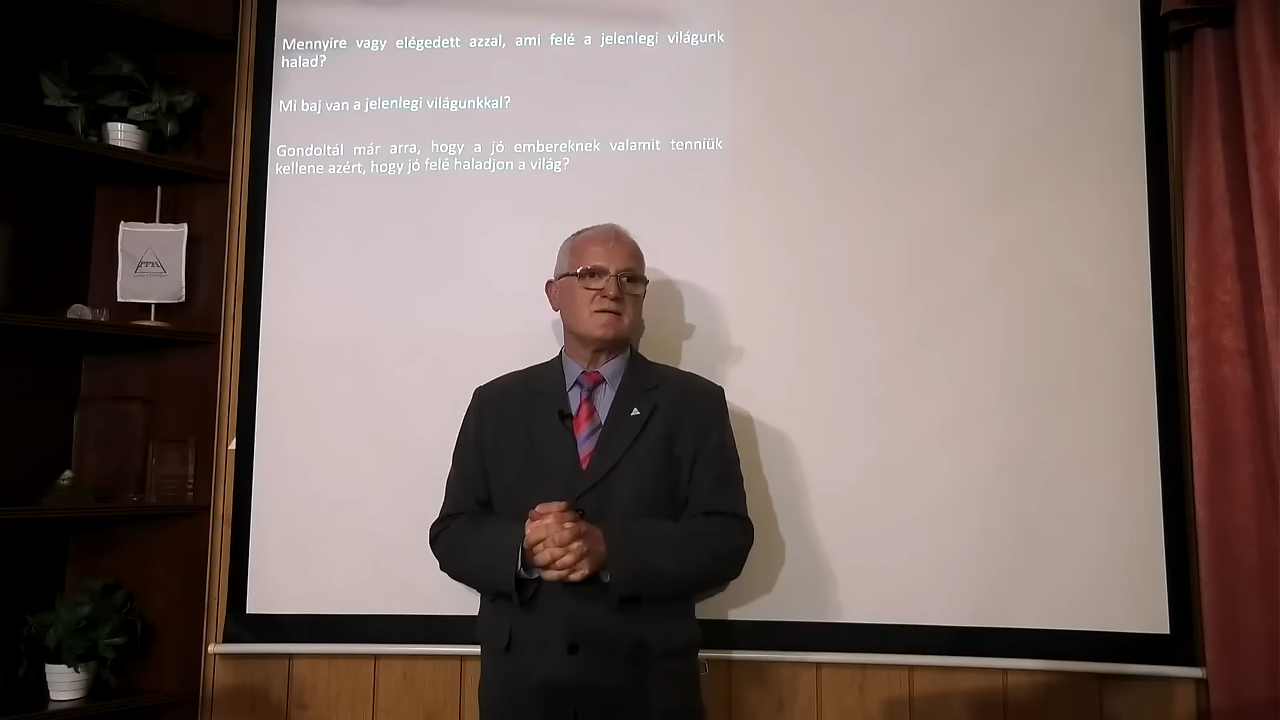 Mennyire vagy elégedett azzal, ami felé a jelenlegi világunk
halad?
Mi baj van a jelenlegi világunkkal?
Gondoltál már arra, hogy a jó embereknek valamit tenniük
kellene azért, hogy jó felé haladjon a világ?